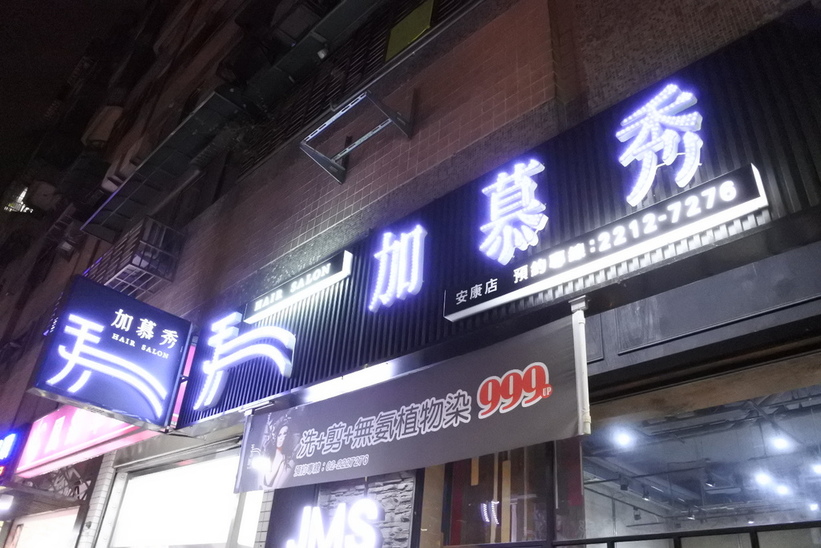 加慕秀
HAIR SALON
HAIR SALON
加慕秀
安康店 預約專線:2212-7276
洗+剪+無氨植物染 999UP
JMS